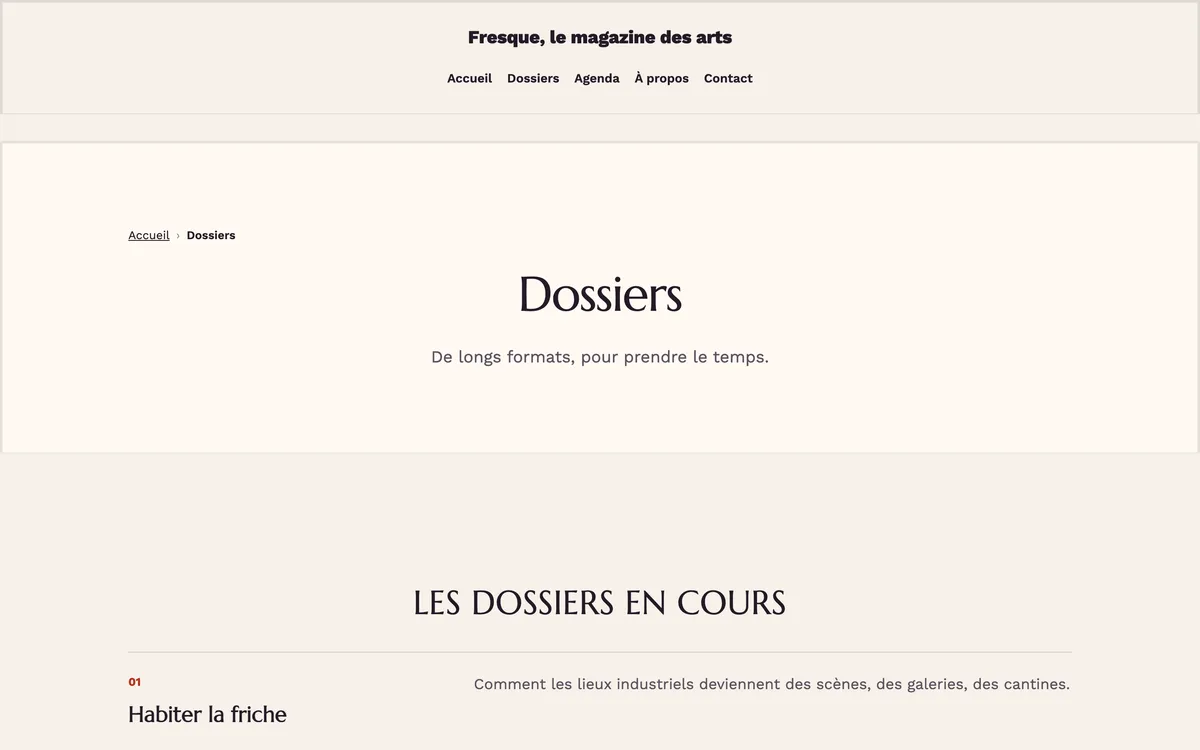 Fresque, le magazine des arts
Accueil Dossiers Agenda À propos Contact
Accueil › Dossiers
Dossiers
De longs formats, pour prendre le temps.
LES DOSSIERS EN COURS
01
Habiter la friche
Comment les lieux industriels deviennent des scènes, des galeries, des cantines.